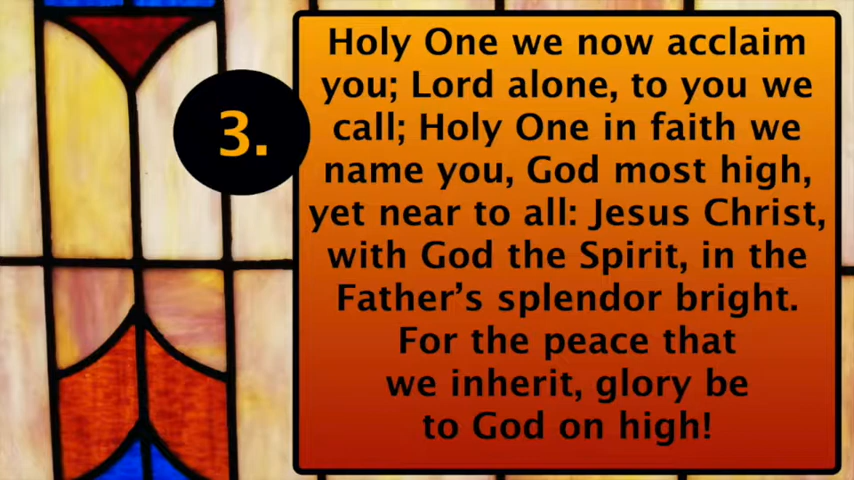 3.
Holy One we now acclaim
you; Lord alone, to you we
call; Holy One in faith we
name you, God most high,
yet near to all: Jesus Christ,
with God the Spirit, in the
Father’s splendor bright.
For the peace that
we inherit, glory be
to God on high!